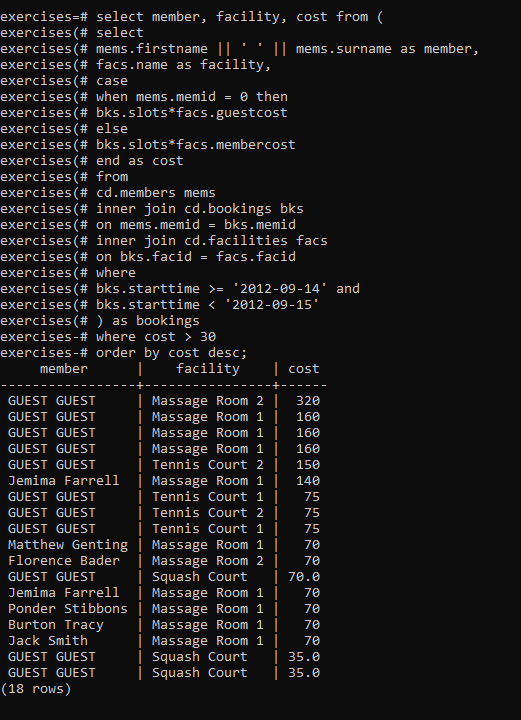 exercises=# select member, facility, cost from (
exercises(# select
exercises(# mems.firstname || ' ' || mems.surname as member,
exercises(# facs.name as facility,
exercises(# case
exercises(# when mems.memid = 0 then
exercises(# bks.slots*facs.guestcost
exercises(# else
exercises(# bks.slots*facs.membercost
exercises(# end as cost
exercises(# from
exercises(# cd.members mems
exercises(# inner join cd.bookings bks
exercises(# on mems.memid = bks.memid
exercises(# inner join cd.facilities facs
exercises(# on bks.facid = facs.facid
exercises(# where
exercises(# bks.starttime >= '2012-09-14' and
exercises(# bks.starttime < '2012-09-15'
exercises(# ) as bookings
exercises-# where cost > 30
exercises-# order by cost desc;
     member      |    facility    | cost
-----------------+----------------+------
 GUEST GUEST     | Massage Room 2 |  320
 GUEST GUEST     | Massage Room 1 |  160
 GUEST GUEST     | Massage Room 1 |  160
 GUEST GUEST     | Massage Room 1 |  160
 GUEST GUEST     | Tennis Court 2 |  150
 Jemima Farrell  | Massage Room 1 |  140
 GUEST GUEST     | Tennis Court 1 |   75
 GUEST GUEST     | Tennis Court 2 |   75
 GUEST GUEST     | Tennis Court 1 |   75
 Matthew Genting | Massage Room 1 |   70
 Florence Bader  | Massage Room 2 |   70
 GUEST GUEST     | Squash Court   | 70.0
 Jemima Farrell  | Massage Room 1 |   70
 Ponder Stibbons | Massage Room 1 |   70
 Burton Tracy    | Massage Room 1 |   70
 Jack Smith      | Massage Room 1 |   70
 GUEST GUEST     | Squash Court   | 35.0
 GUEST GUEST     | Squash Court   | 35.0
(18 rows)